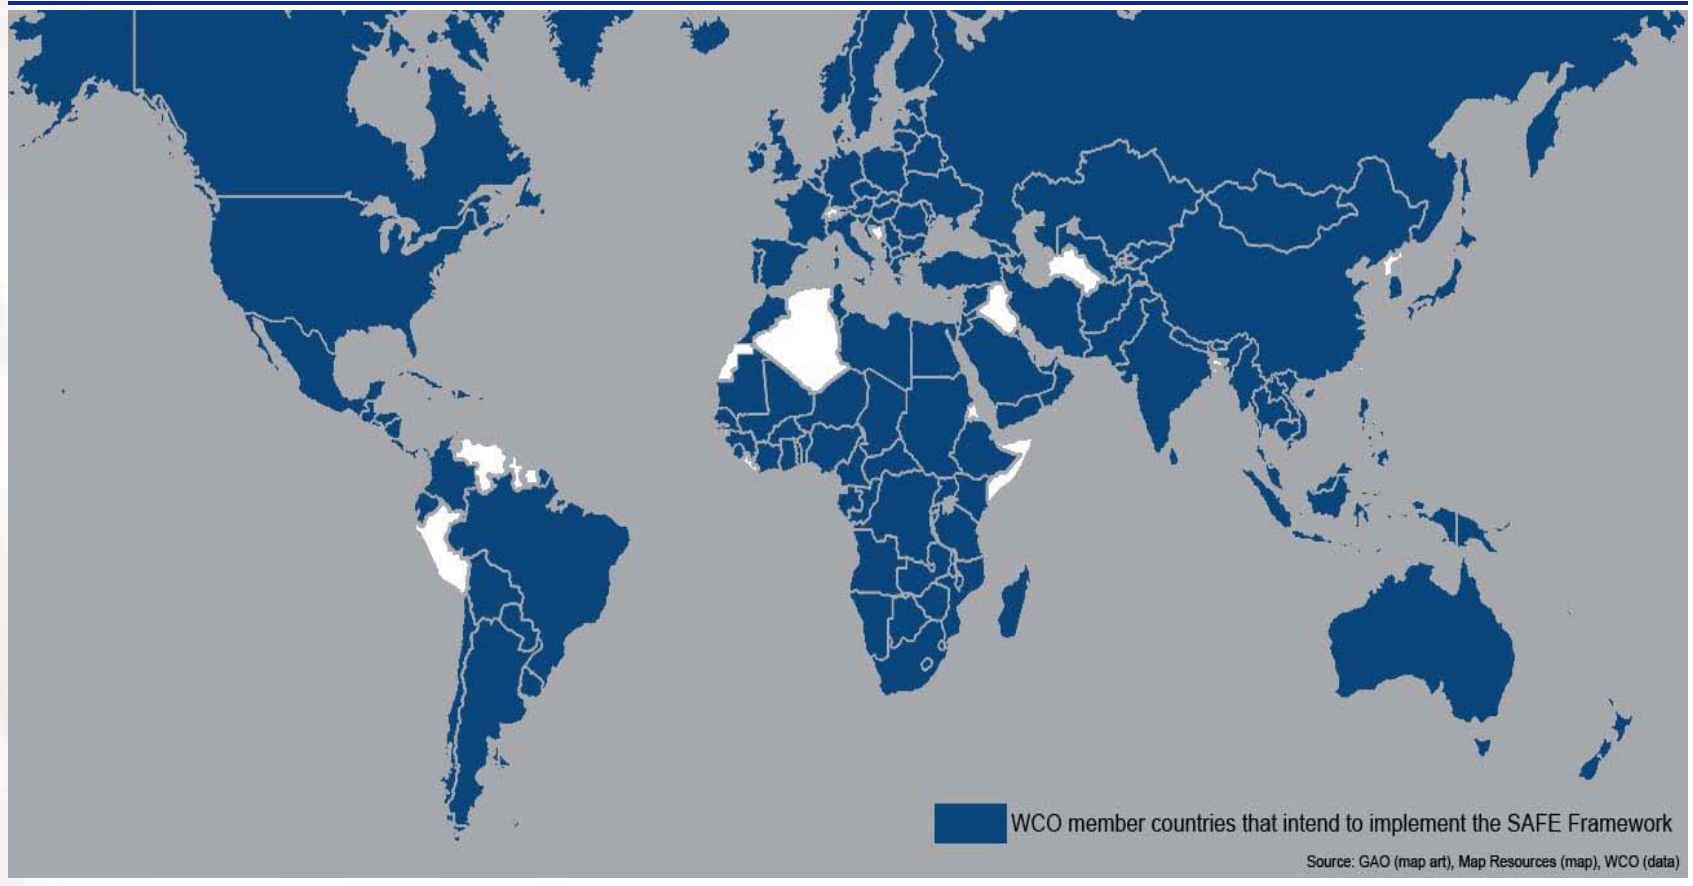 WCO member countries that intend to implement the SAFE Framework
Source: GAO (map art), Map Resources (map), WCO (data)